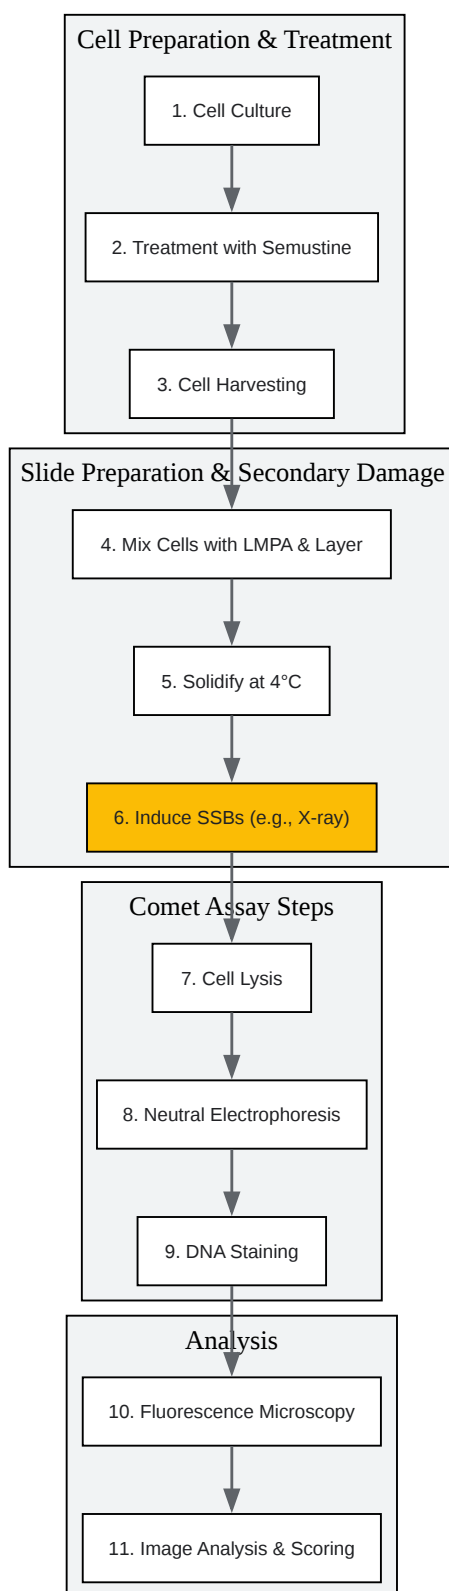 Cell Preparation & Treatment
1. Cell Culture
2. Treatment with Semustine
3. Cell Harvesting
Slide Preparation & Secondary Damage
4. Mix Cells with LMPA & Layer
5. Solidify at 4°C
6. Induce SSBs (e.g., X-ray)
Comet Assay Steps
7. Cell Lysis
8. Neutral Electrophoresis
9. DNA Staining
Analysis
10. Fluorescence Microscopy
11. Image Analysis & Scoring